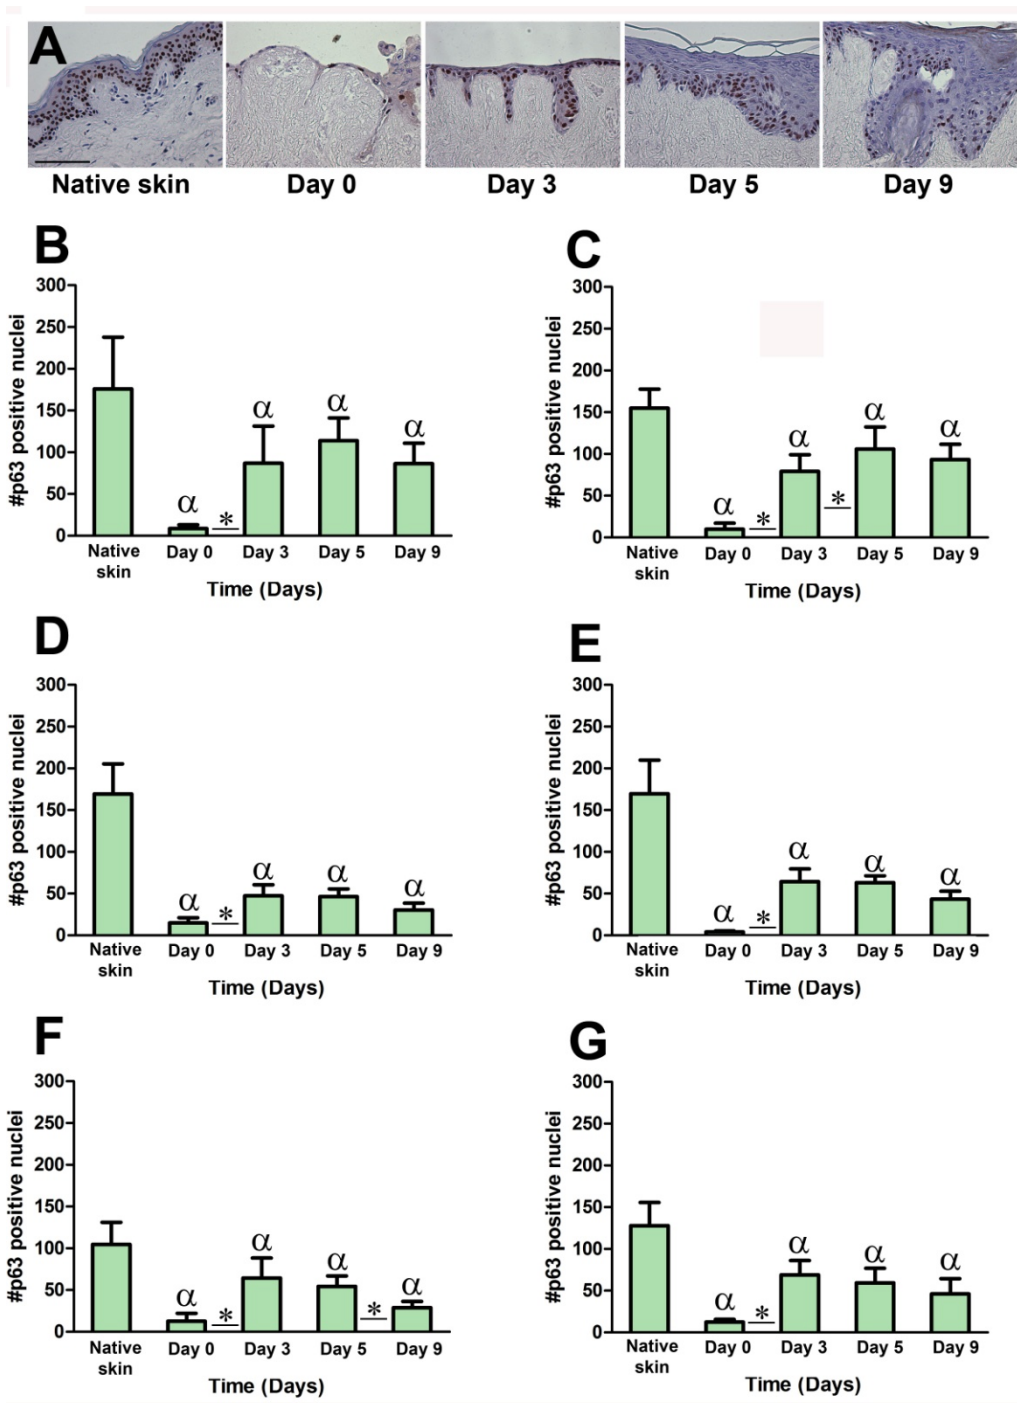 A
Native skin Day 0 Day 3 Day 5 Day 9
B
#p63 positive nuclei
300
250
200
150
100
50
0
α * α α α
Native skin Day 0 Day 3 Day 5 Day 9
Time (Days)
C
#p63 positive nuclei
300
250
200
150
100
50
0
α * α * α α
Native skin Day 0 Day 3 Day 5 Day 9
Time (Days)
D
#p63 positive nuclei
300
250
200
150
100
50
0
α * α α α
Native skin Day 0 Day 3 Day 5 Day 9
Time (Days)
E
#p63 positive nuclei
300
250
200
150
100
50
0
α * α α α
Native skin Day 0 Day 3 Day 5 Day 9
Time (Days)
F
#p63 positive nuclei
300
250
200
150
100
50
0
α * α α * α
Native skin Day 0 Day 3 Day 5 Day 9
Time (Days)
G
#p63 positive nuclei
300
250
200
150
100
50
0
α * α α α
Native skin Day 0 Day 3 Day 5 Day 9
Time (Days)